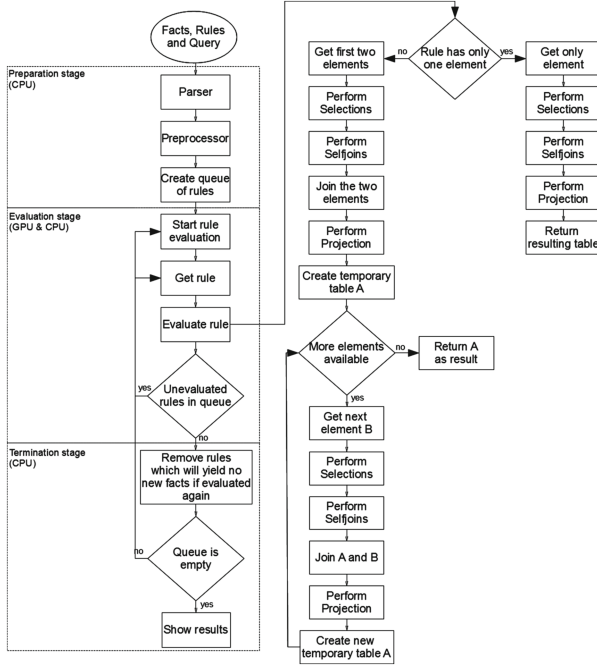 Facts, Rules
and Query
Preparation stage
(CPU)
Parser
Preprocessor
Create queue
of rules
Evaluation stage
(GPU & CPU)
Start rule
evaluation
Get rule
Evaluate rule
yes
Unevaluated
rules in queue
no
Termination stage
(CPU)
Remove rules
which will yield no
new facts if evaluated
again
no
Queue is
empty
yes
Show results
Rule has only
one element
no
yes
Get first two
elements
Perform
Selections
Perform
Selfjoins
Join the two
elements
Perform
Projection
Create temporary
table A
More elements
available
no
Return A
as result
yes
Get next
element B
Perform
Selections
Perform
Selfjoins
Join A and B
Perform
Projection
Create new
temporary table A
Get only
element
Perform
Selections
Perform
Selfjoins
Perform
Projection
Return
resulting table